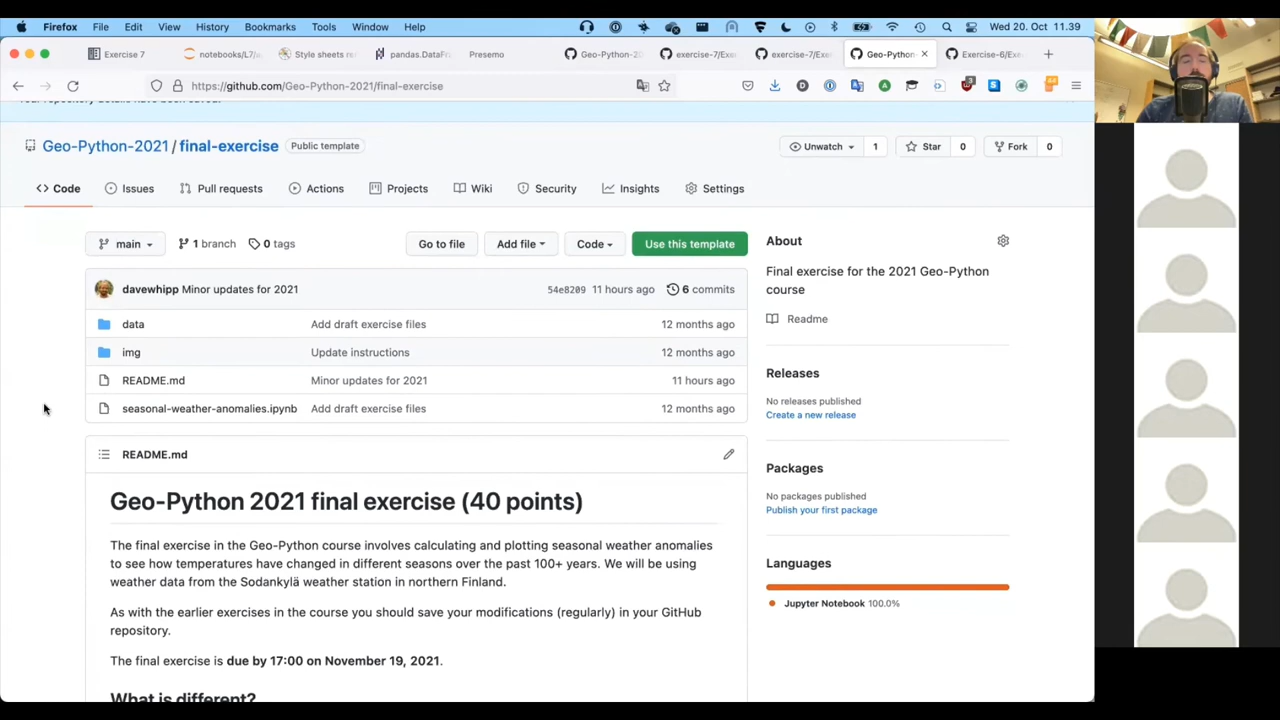 Firefox File Edit View History Bookmarks Tools Window Help Wed 20. Oct 11.39
Exercise 7 notebooks/L7/ Style sheets pandas.DataFr Presemo Geo-Python-2 exercise-7/Ex exercise-7/Ex Geo-Python- Exercise-6/Ex
https://github.com/Geo-Python-2021/final-exercise
Geo-Python-2021 / final-exercise Public template Unwatch 1 Star 0 Fork 0
Code Issues Pull requests Actions Projects Wiki Security Insights Settings
main 1 branch 0 tags Go to file Add file Code Use this template
davewhipp Minor updates for 2021 54e8209 11 hours ago 6 commits
data Add draft exercise files 12 months ago
img Update instructions 12 months ago
README.md Minor updates for 2021 11 hours ago
seasonal-weather-anomalies.ipynb Add draft exercise files 12 months ago
README.md
Geo-Python 2021 final exercise (40 points)
The final exercise in the Geo-Python course involves calculating and plotting seasonal weather anomalies
to see how temperatures have changed in different seasons over the past 100+ years. We will be using
weather data from the Sodankylä weather station in northern Finland.
As with the earlier exercises in the course you should save your modifications (regularly) in your GitHub
repository.
The final exercise is due by 17:00 on November 19, 2021.
What is different?
About
Final exercise for the 2021 Geo-Python
course
Readme
Releases
No releases published
Create a new release
Packages
No packages published
Publish your first package
Languages
Jupyter Notebook 100.0%